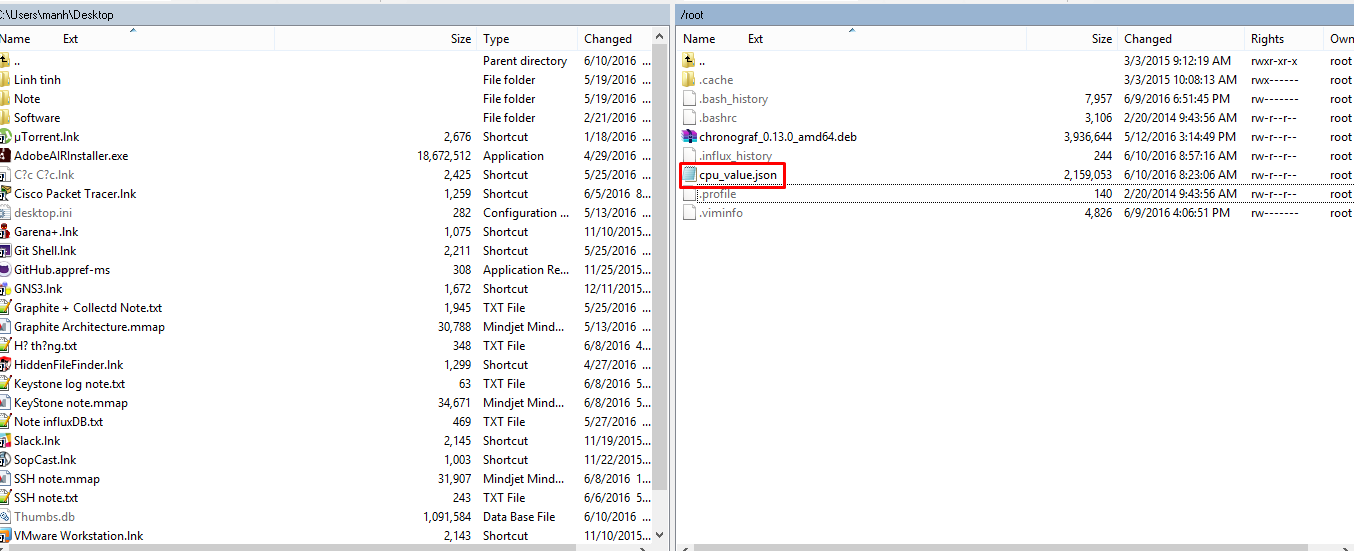 C:\Users\manh\Desktop
Name Ext Size Type Changed
.. Parent directory 6/10/2016
Linh tinh File folder 5/19/2016
Note File folder 5/19/2016
Software File folder 2/21/2016
µTorrent.lnk 2,676 Shortcut 1/18/2016
AdobeAIRInstaller.exe 18,672,512 Application 4/29/2016
C?c C?c.lnk 2,425 Shortcut 5/25/2016
Cisco Packet Tracer.lnk 1,259 Shortcut 6/5/2016 8...
desktop.ini 282 Configuration ... 5/13/2016
Garena+.lnk 1,075 Shortcut 11/10/2015...
Git Shell.lnk 2,211 Shortcut 5/25/2016
GitHub.appref-ms 308 Application Re... 11/25/2015...
GNS3.lnk 1,672 Shortcut 12/11/2015...
Graphite + Collectd Note.txt 1,945 TXT File 5/25/2016
Graphite Architecture.mmap 30,788 Mindjet Mind... 5/13/2016
H? th?ng.txt 348 TXT File 6/8/2016 4...
HiddenFileFinder.lnk 1,299 Shortcut 4/27/2016
Keystone log note.txt 63 TXT File 6/8/2016 5...
KeyStone note.mmap 34,671 Mindjet Mind... 6/8/2016 5...
Note influxDB.txt 469 TXT File 5/27/2016
Slack.lnk 2,145 Shortcut 11/19/2015...
SopCast.lnk 1,003 Shortcut 11/22/2015...
SSH note.mmap 31,907 Mindjet Mind... 6/8/2016 1...
SSH note.txt 243 TXT File 6/6/2016 5...
Thumbs.db 1,091,584 Data Base File 6/10/2016
VMware Workstation.lnk 2,143 Shortcut 11/10/2015...
/root
Name Ext Size Changed Rights Own
.. 3/3/2015 9:12:19 AM rwxr-xr-x root
.cache 3/3/2015 10:08:13 AM rwx------ root
.bash_history 7,957 6/9/2016 6:51:45 PM rw------- root
.bashrc 3,106 2/20/2014 9:43:56 AM rw-r--r-- root
chronograf_0.13.0_amd64.deb 3,936,644 5/12/2016 3:14:49 PM rw-r--r-- root
.influx_history 244 6/10/2016 8:57:16 AM rw-r--r-- root
cpu_value.json 2,159,053 6/10/2016 8:23:06 AM rw-r--r-- root
.profile 140 2/20/2014 9:43:56 AM rw-r--r-- root
.viminfo 4,826 6/9/2016 4:06:51 PM rw------- root